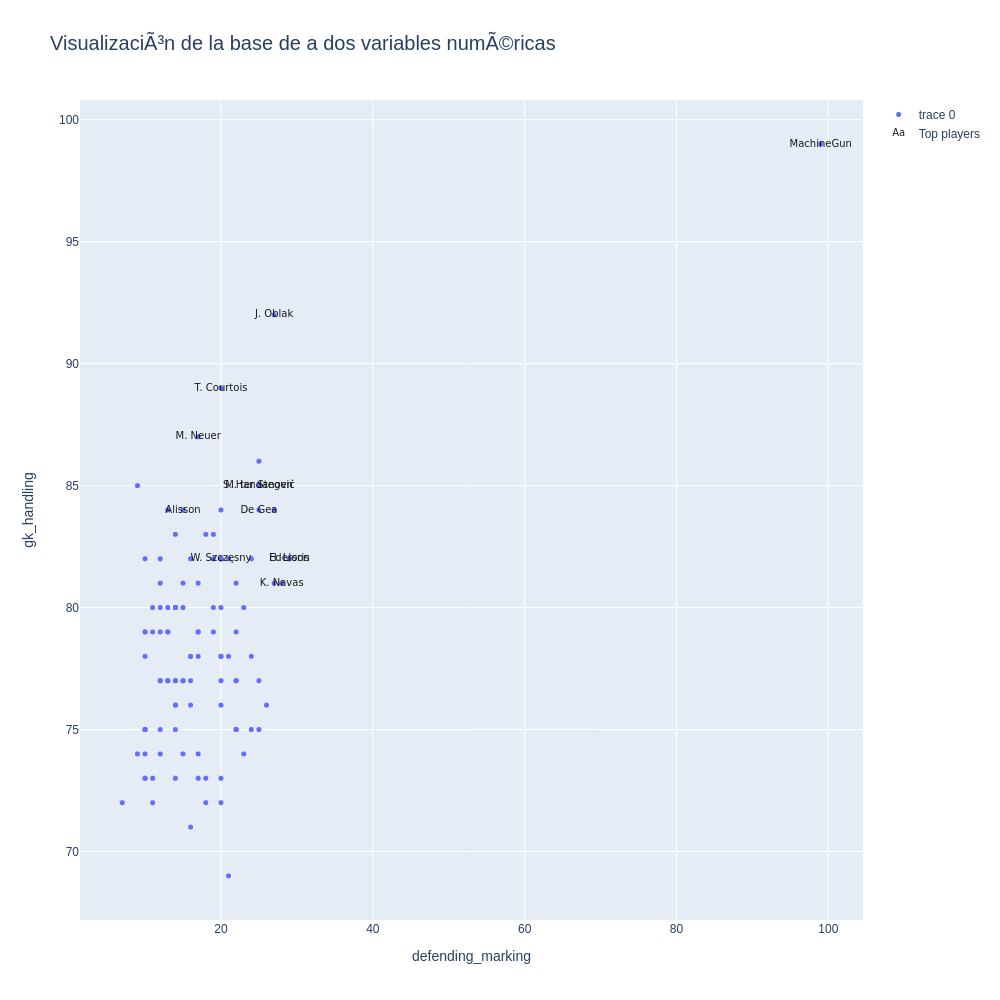 VisualizaciÃ³n de la base de a dos variables numÃ©ricas
trace 0
Aa Top players
100
95
90
85
80
75
70
gk_handling
MachineGun
J. Oblak
T. Courtois
M. Neuer
Alisson
De Gea
W. Szczęsny
K. Navas
20 40 60 80 100
defending_marking